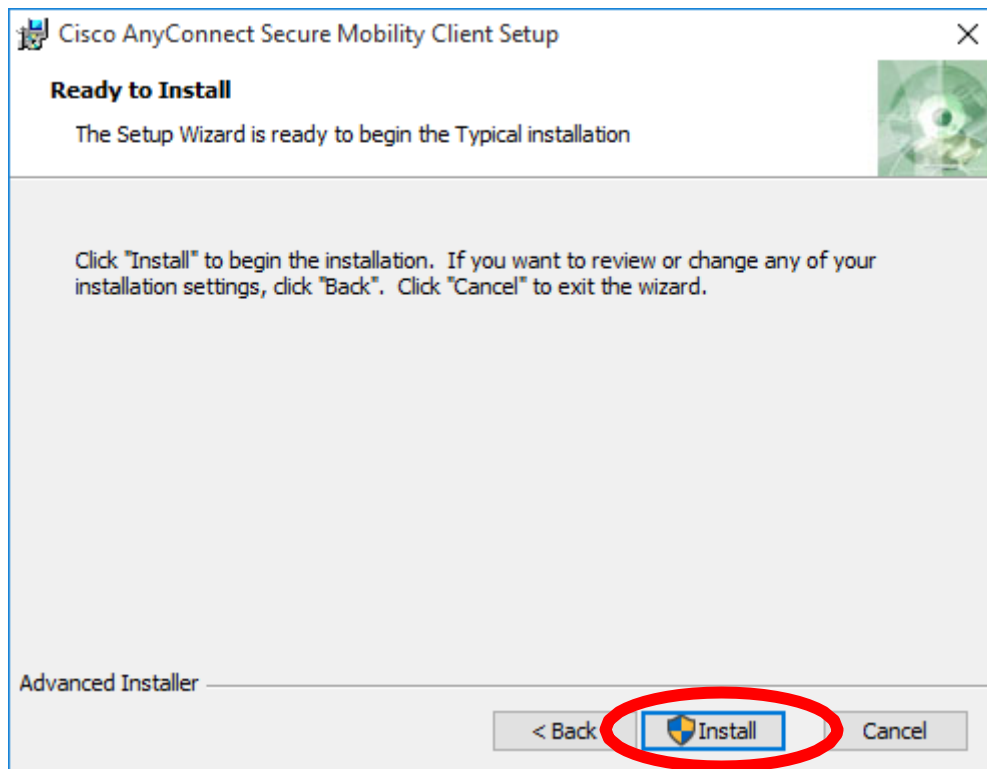 Cisco AnyConnect Secure Mobility Client Setup
Ready to Install
The Setup Wizard is ready to begin the Typical installation
Click "Install" to begin the installation.  If you want to review or change any of your
installation settings, click "Back".  Click "Cancel" to exit the wizard.
Advanced Installer
< Back Install Cancel